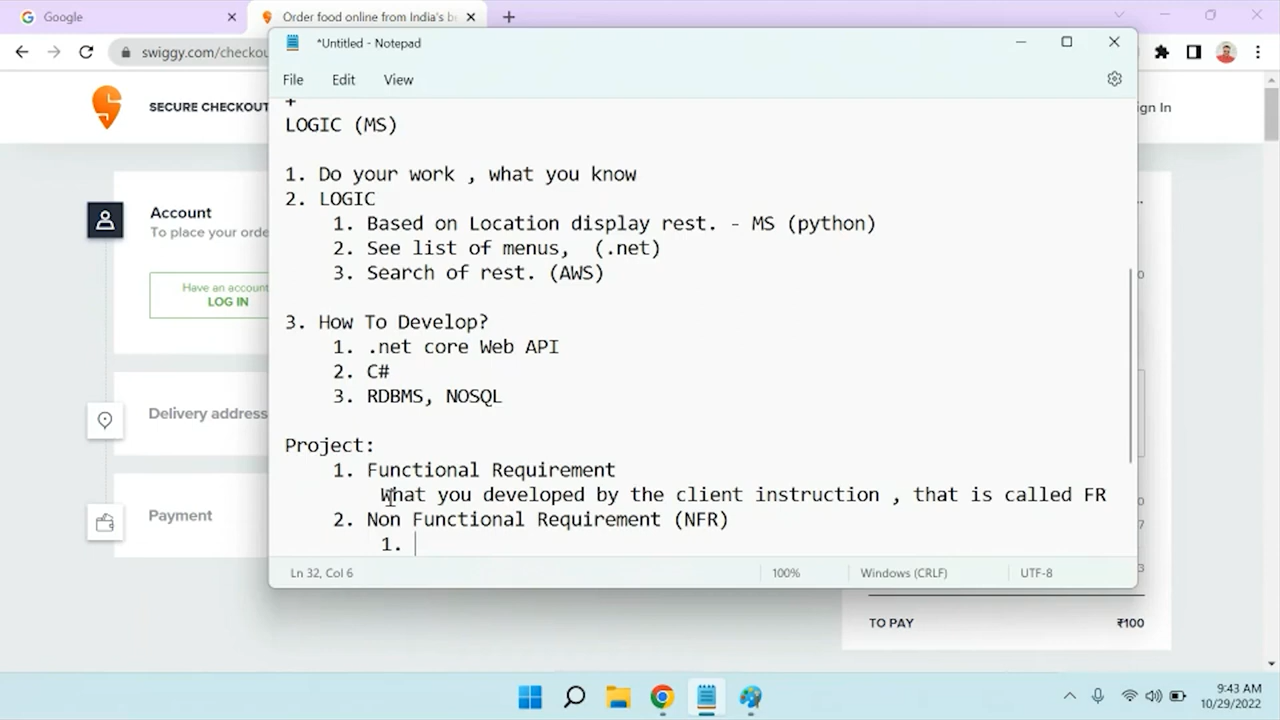 Google
Order food online from India's b
swiggy.com/checkou
*Untitled - Notepad
File Edit View
SECURE CHECKOUT
gn In
+
LOGIC (MS)
1. Do your work , what you know
2. LOGIC
1. Based on Location display rest. - MS (python)
2. See list of menus, (.net)
3. Search of rest. (AWS)
3. How To Develop?
1. .net core Web API
2. C#
3. RDBMS, NOSQL
Project:
1. Functional Requirement
What you developed by the client instruction , that is called FR
2. Non Functional Requirement (NFR)
1.
Ln 32, Col 6
100%
Windows (CRLF)
UTF-8
Account
To place your orde
Have an account
LOG IN
Delivery address
Payment
TO PAY ₹100
9:43 AM
10/29/2022